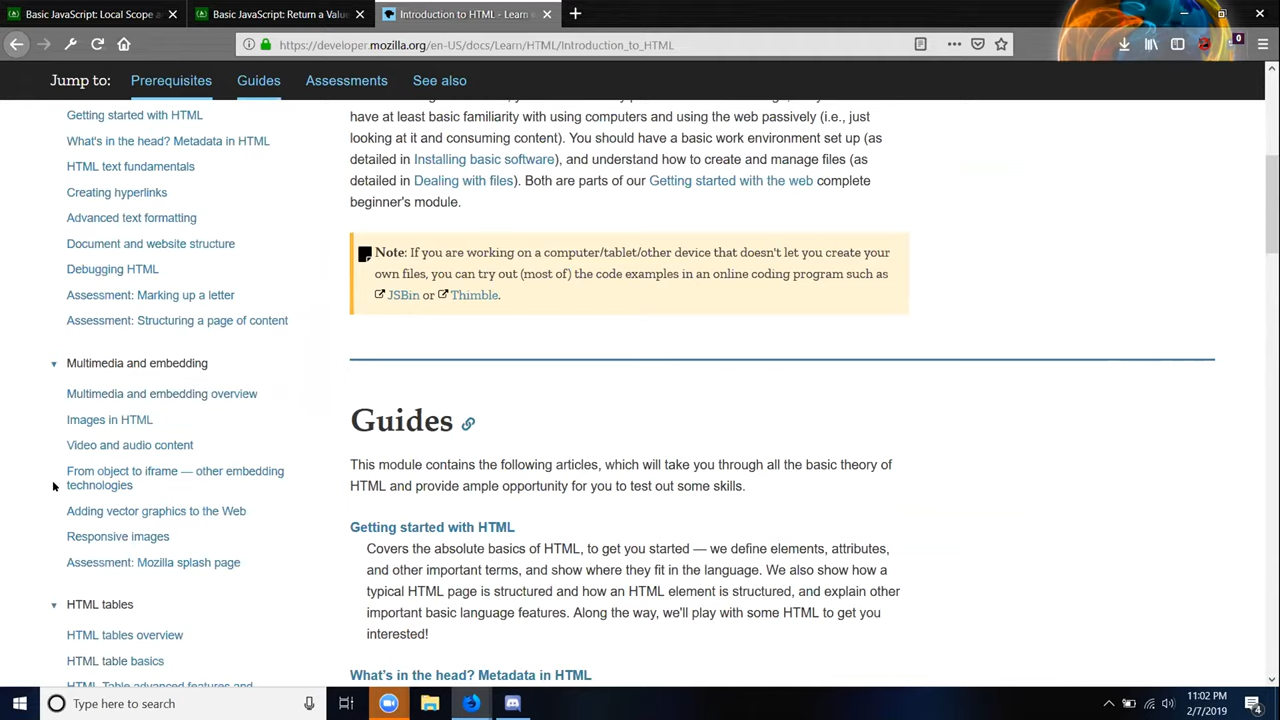 Basic JavaScript: Local Scope a
Basic JavaScript: Return a Value
Introduction to HTML - Learn
https://developer.mozilla.org/en-US/docs/Learn/HTML/Introduction_to_HTML
0
Jump to: Prerequisites Guides Assessments See also
Getting started with HTML
What's in the head? Metadata in HTML
HTML text fundamentals
Creating hyperlinks
Advanced text formatting
Document and website structure
Debugging HTML
Assessment: Marking up a letter
Assessment: Structuring a page of content
Multimedia and embedding
Multimedia and embedding overview
Images in HTML
Video and audio content
From object to iframe — other embedding
technologies
Adding vector graphics to the Web
Responsive images
Assessment: Mozilla splash page
HTML tables
HTML tables overview
HTML table basics
HTML Table advanced features and
have at least basic familiarity with using computers and using the web passively (i.e., just
looking at it and consuming content). You should have a basic work environment set up (as
detailed in Installing basic software), and understand how to create and manage files (as
detailed in Dealing with files). Both are parts of our Getting started with the web complete
beginner's module.
Note: If you are working on a computer/tablet/other device that doesn't let you create your
own files, you can try out (most of) the code examples in an online coding program such as
JSBin or Thimble.
Guides
This module contains the following articles, which will take you through all the basic theory of
HTML and provide ample opportunity for you to test out some skills.
Getting started with HTML
Covers the absolute basics of HTML, to get you started — we define elements, attributes,
and other important terms, and show where they fit in the language. We also show how a
typical HTML page is structured and how an HTML element is structured, and explain other
important basic language features. Along the way, we'll play with some HTML to get you
interested!
What's in the head? Metadata in HTML
Type here to search
11:02 PM
2/7/2019
4